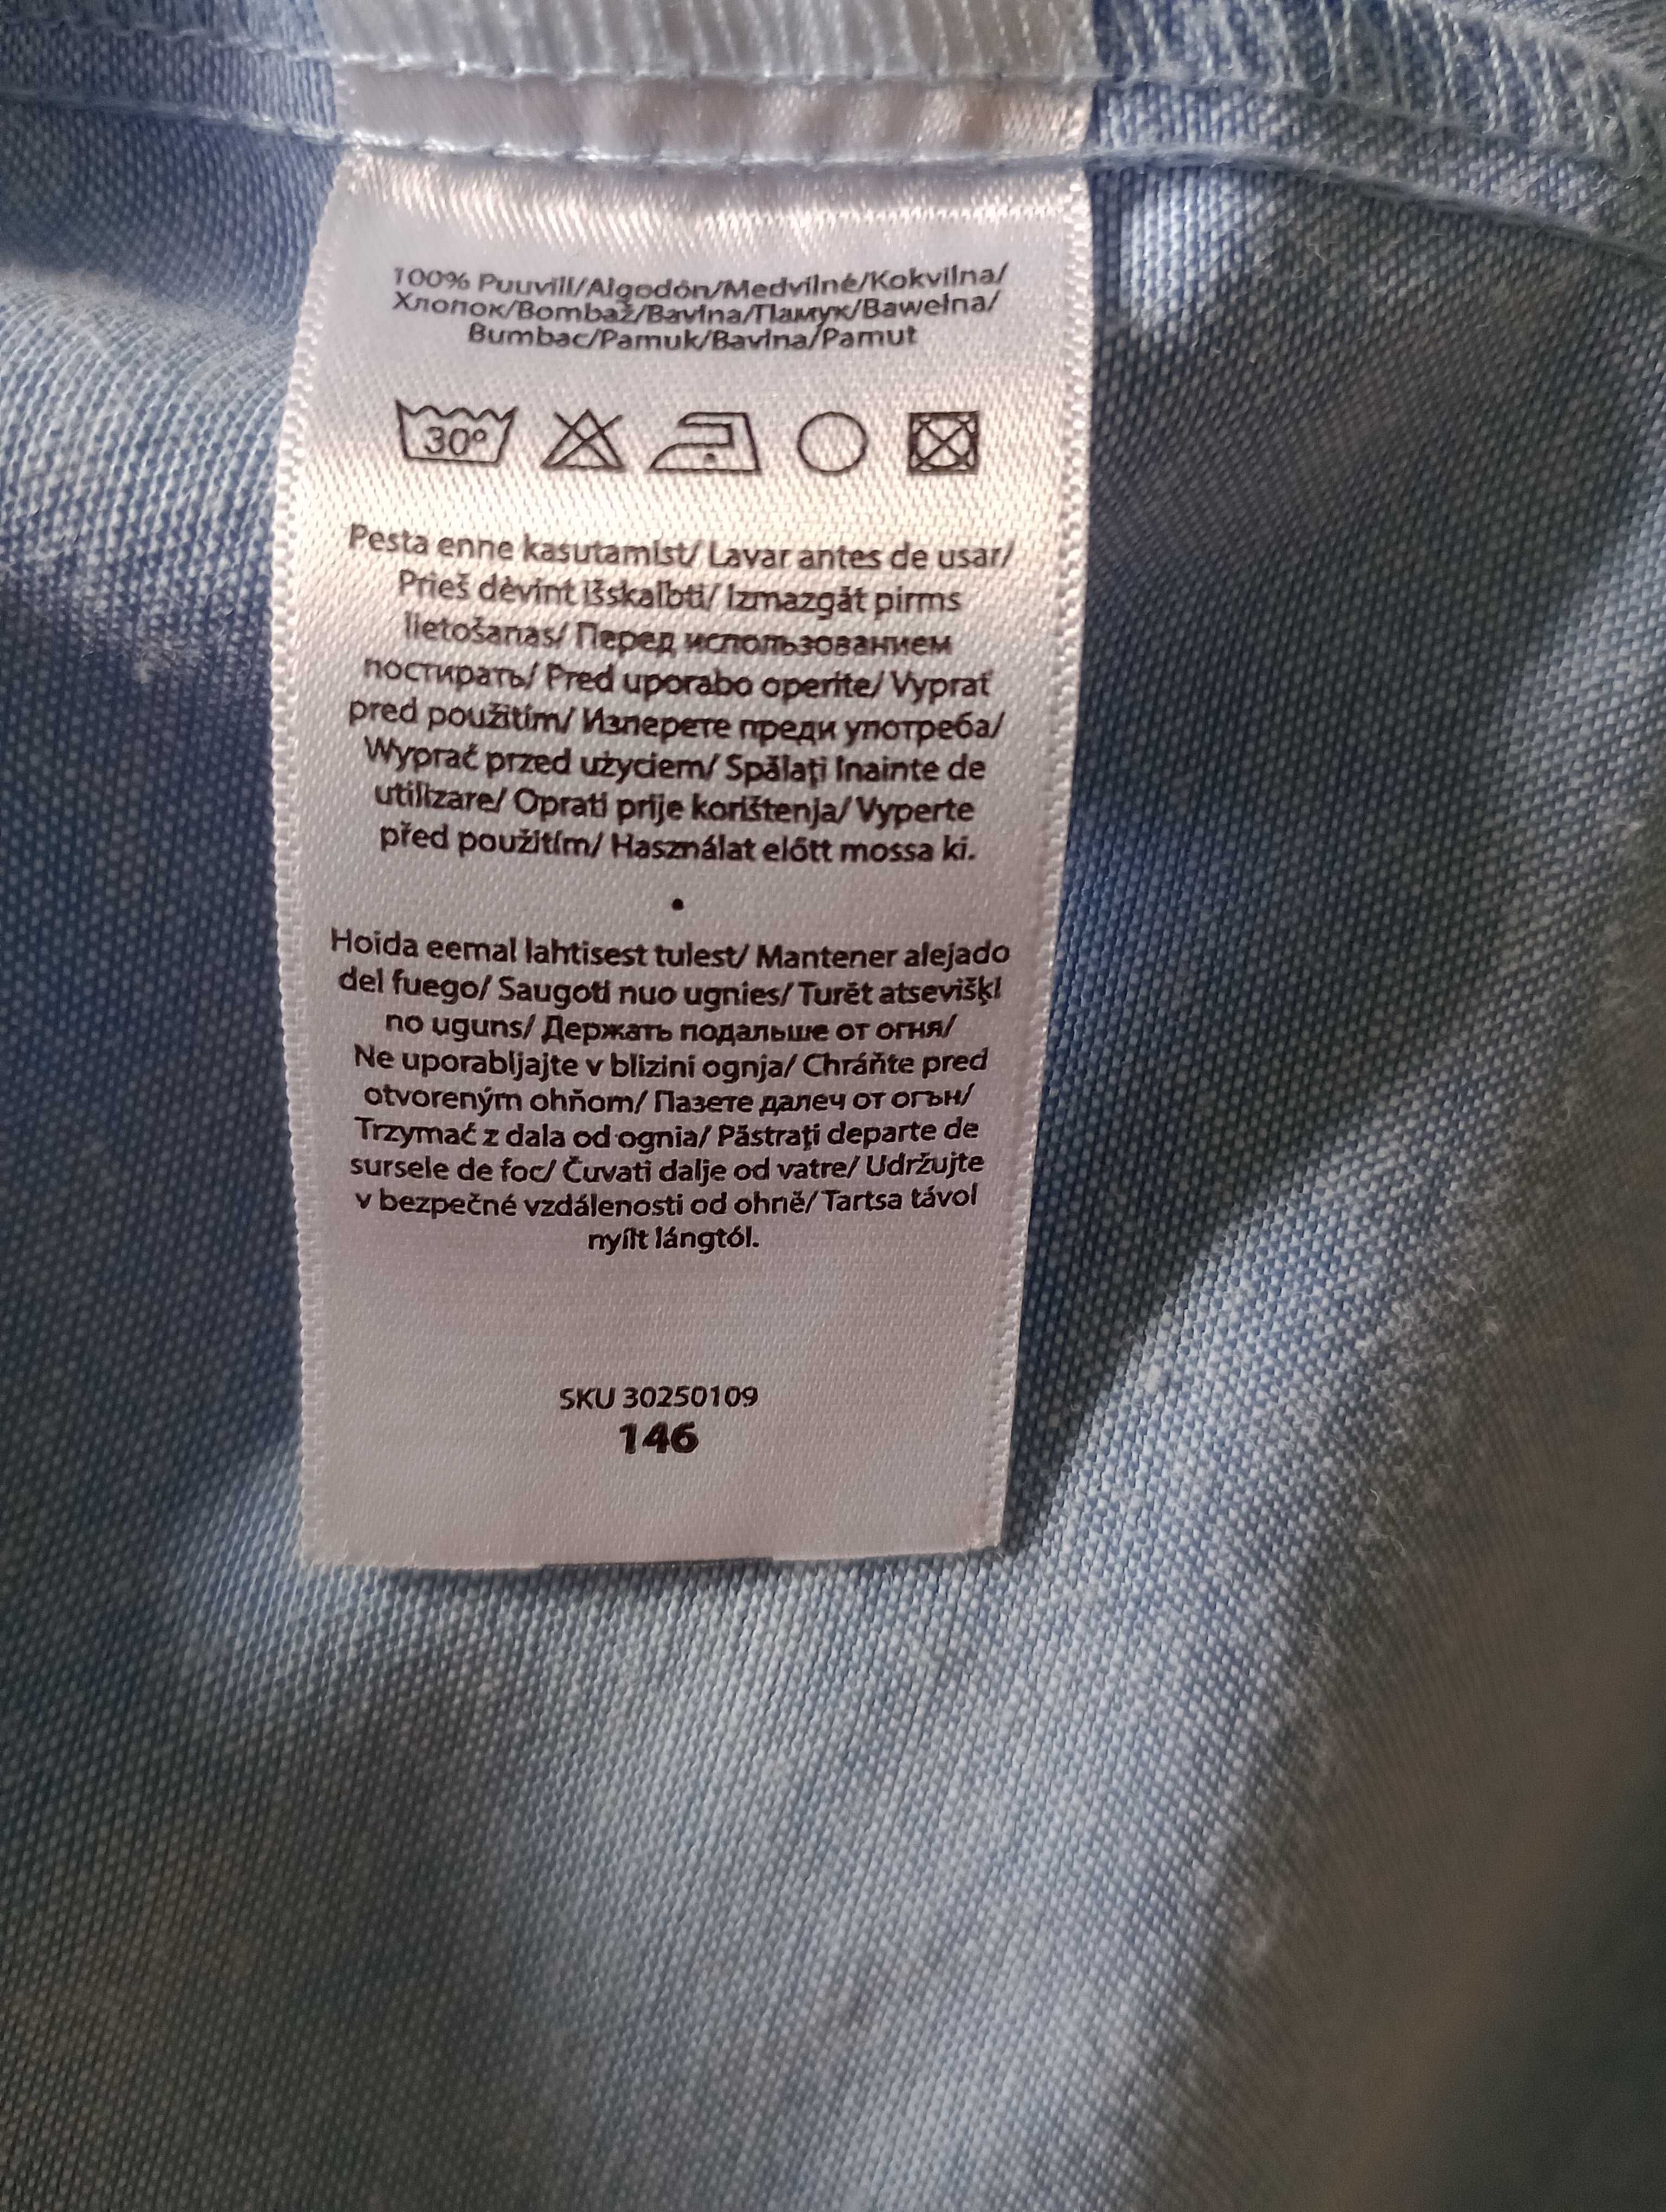 100% Puuvill/Algodón/Medvilnė/Kokvilna/
Хлопок/Bombaž/Bavlna/Памук/Bawełna/
Bumbac/Pamuk/Bavlna/Pamut
30°
Pesta enne kasutamist/ Lavar antes de usar/
Prieš dėvint išskalbti/ Izmazgāt pirms
lietošanas/ Перед использованием
постирать/ Pred uporabo operite/ Vyprať
pred použitím/ Изперете преди употреба/
Wyprać przed użyciem/ Spălaţi înainte de
utilizare/ Oprati prije korištenja/ Vyperte
před použitím/ Használat előtt mossa ki.
•
Hoida eemal lahtisest tulest/ Mantener alejado
del fuego/ Saugoti nuo ugnies/ Turēt atsevišķi
no uguns/ Держать подальше от огня/
Ne uporabljajte v blizini ognja/ Chráňte pred
otvoreným ohňom/ Пазете далеч от огън/
Trzymać z dala od ognia/ Păstraţi departe de
sursele de foc/ Čuvati dalje od vatre/ Udržujte
v bezpečné vzdálenosti od ohně/ Tartsa távol
nyílt lángtól.
SKU 30250109
146